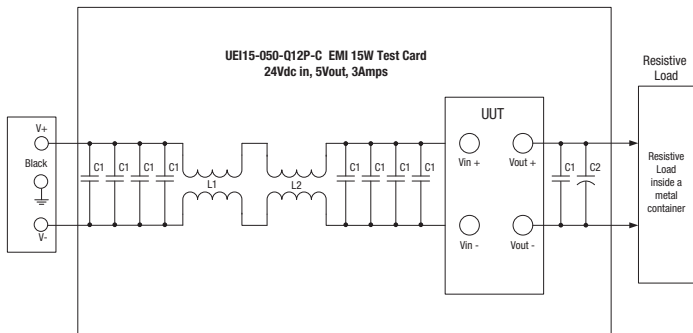 UEI15-050-Q12P-C EMI 15W Test Card
24Vdc in, 5Vout, 3Amps
Resistive
Load
V+
Black
V-
C1
C1
C1
C1
L1
L2
C1
C1
C1
C1
UUT
Vin +
Vout +
Vin -
Vout -
C1
C2
Resistive
Load
inside a
metal
container